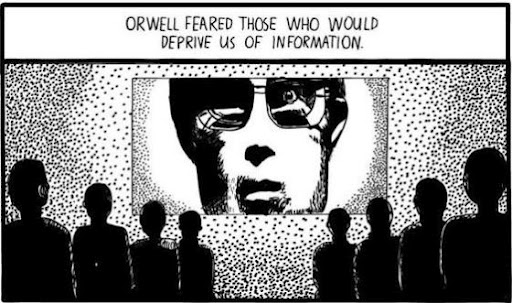 ORWELL FEARED THOSE WHO WOULD
DEPRIVE US OF INFORMATION.